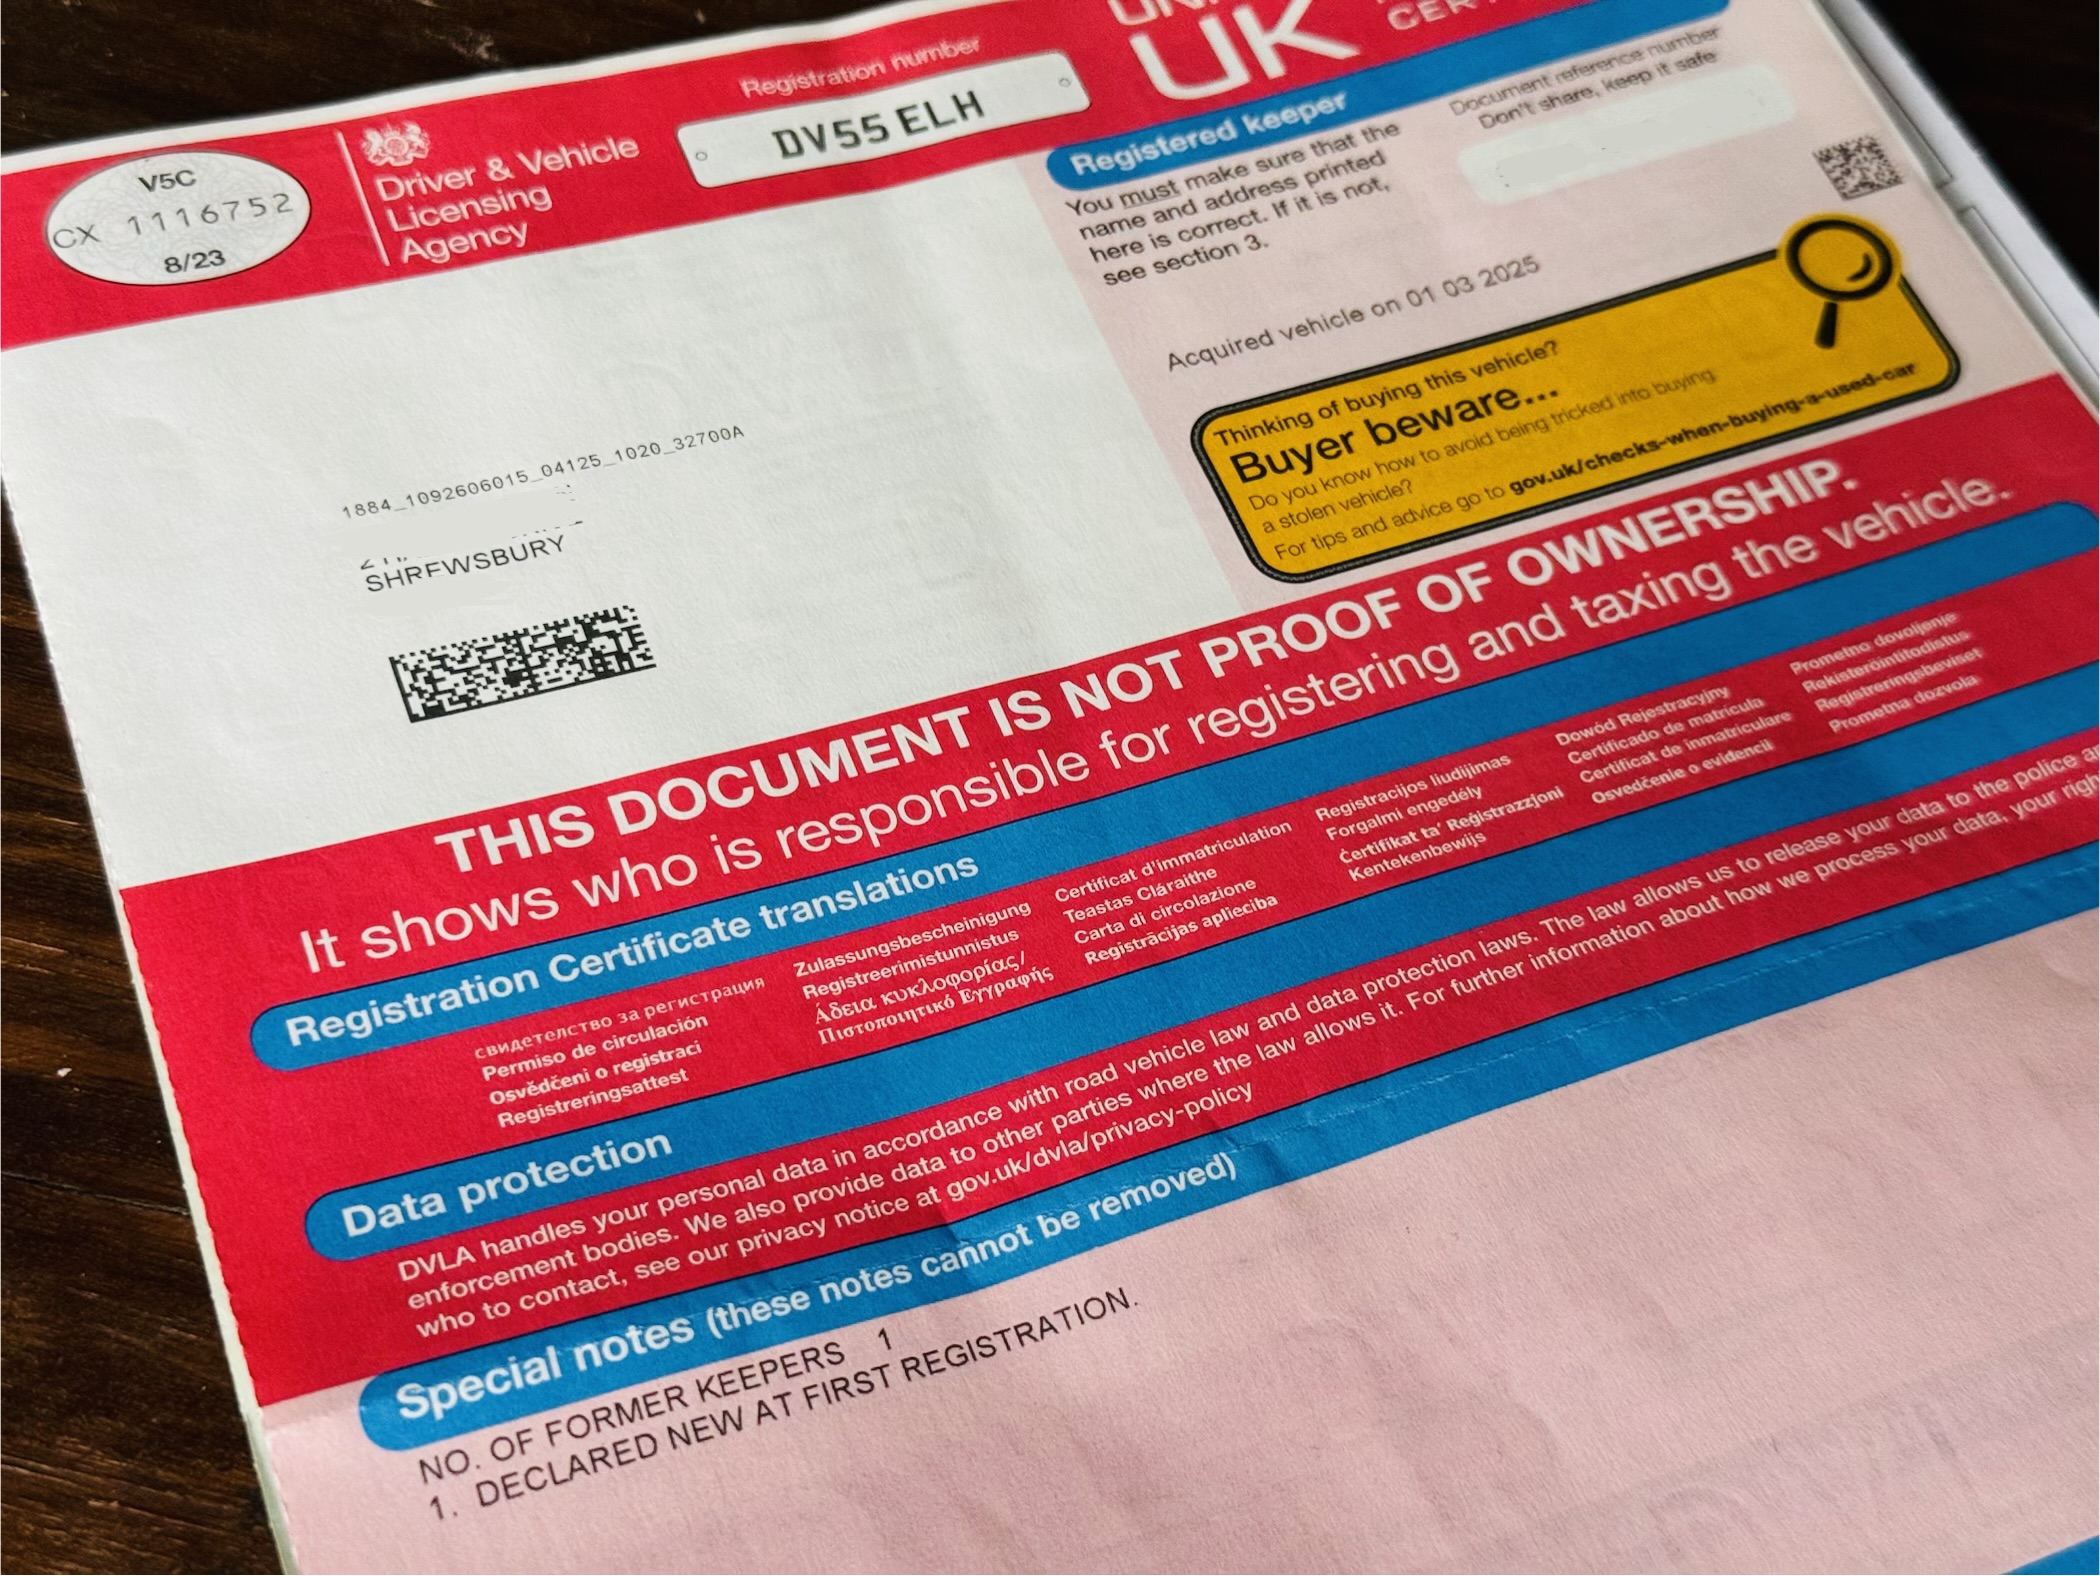 V5C
CX 1116752
8/23
Driver & Vehicle
Licensing
Agency
Registration number
DV55 ELH
UK
Registered keeper
You must make sure that the
name and address printed
here is correct. If it is not,
see section 3.
Document reference number
Don't share, keep it safe
Acquired vehicle on 01 03 2025
Thinking of buying this vehicle?
Buyer beware...
Do you know how to avoid being tricked into buying
a stolen vehicle?
For tips and advice go to gov.uk/checks-when-buying-a-used-car
1884_1092606015_04125_1020_32700A
SHREWSBURY
THIS DOCUMENT IS NOT PROOF OF OWNERSHIP.
It shows who is responsible for registering and taxing the vehicle.
Registration Certificate translations
свидетелство за регистрация
Permiso de circulación
Osvědčeni o registraci
Registreringsattest
Zulassungsbescheinigung
Registreerimistunnistus
Άδεια κυκλοφορίας/
Πιστοποιητικό Εγγραφής
Certificat d'immatriculation
Teastas Cláraithe
Carta di circolazione
Registrācijas apliecība
Registracijos liudijimas
Forgalmi engedély
Ċertifikat ta' Reġistrazzjoni
Kentekenbewijs
Dowód Rejestracyjny
Certificado de matrícula
Certificat de inmatriculare
Osvedčenie o evidencii
Prometno dovoljenje
Rekisteröintitodistus
Registreringsbeviset
Prometna dozvola
Data protection
DVLA handles your personal data in accordance with road vehicle law and data protection laws. The law allows us to release your data to the police
enforcement bodies. We also provide data to other parties where the law allows it. For further information about how we process your data, your
who to contact, see our privacy notice at gov.uk/dvla/privacy-policy
Special notes (these notes cannot be removed)
NO. OF FORMER KEEPERS 1
1. DECLARED NEW AT FIRST REGISTRATION.